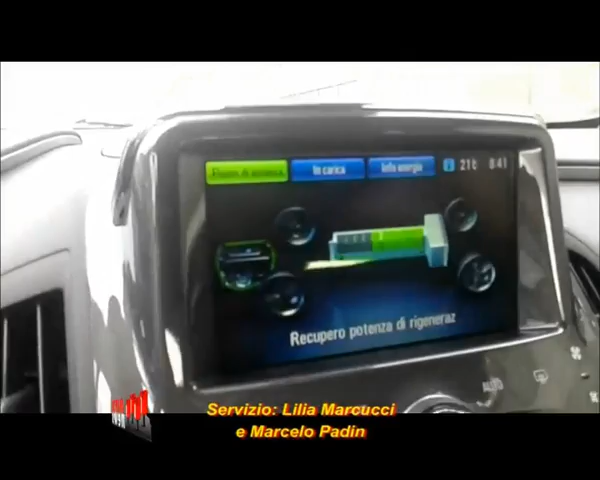 Flusso di potenza
In carica
Info energia
21°c 8:41
Recupero potenza di rigeneraz
AUTO
Servizio: Lilia Marcucci
e Marcelo Padin